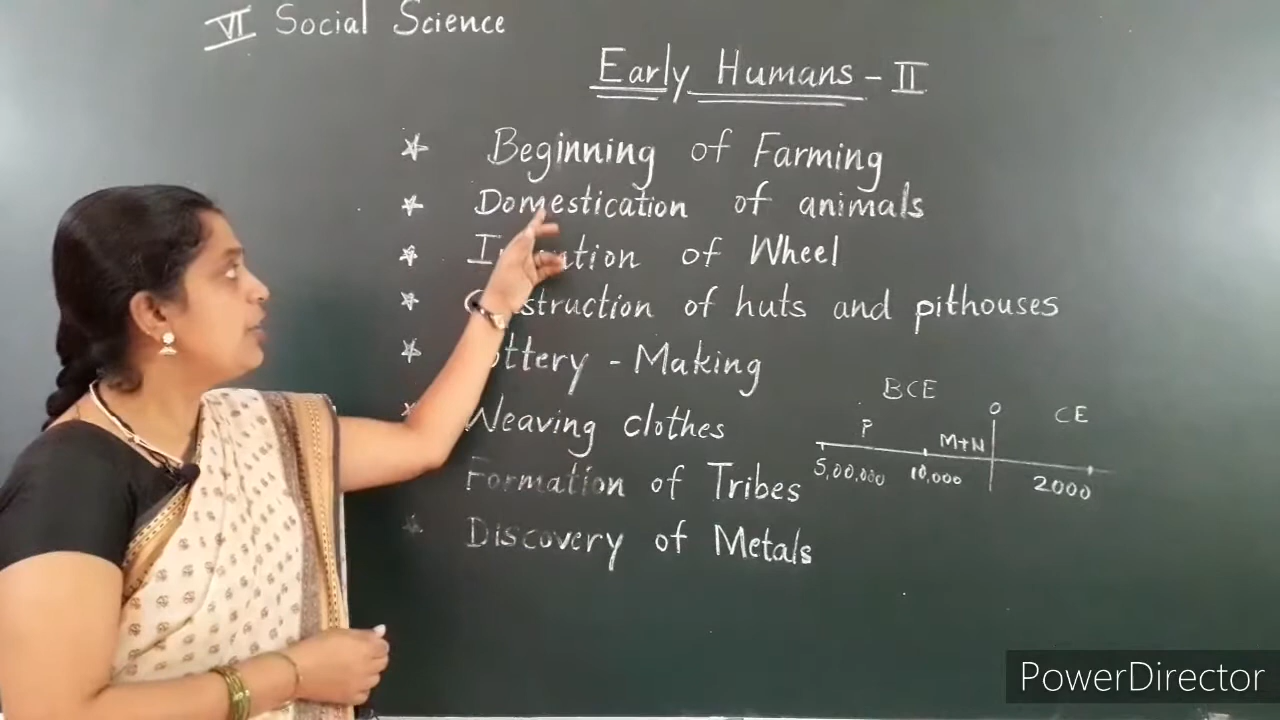 VI Social Science
Early Humans - II
Beginning of Farming
Domestication of animals
of Wheel
of huts and pithouses
- Making
Weaving clothes
Formation of Tribes
Discovery of Metals
BCE 0 CE
P M+N
5,00,000 10,000 2000
PowerDirector